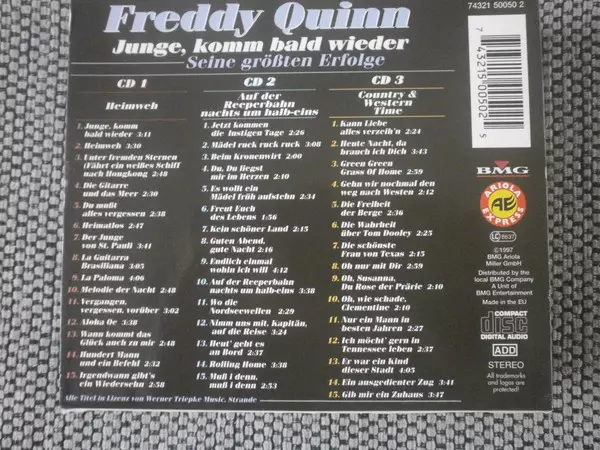 Freddy Quinn
Junge, komm bald wieder
Seine größten Erfolge
74321 50050 2
7 43215 00502 5
CD 1
Heimweh
1. Junge, komm
bald wieder 3:11
2. Heimweh 3:30
3. Unter fremden Sternen
(Fährt ein weißes Schiff
nach Hongkong 2:48
4. Die Gitarre
und das Meer 2:30
5. Du mußt
alles vergessen 2:38
6. Heimatlos 2:47
7. Der Junge
von St. Pauli 3:41
8. La Guitarra
Brasiliana 3:05
9. La Paloma 4:06
10. Melodie der Nacht 2:48
11. Vergangen,
vergessen, vorüber 3:02
12. Aloha Oe 2:38
13. Wann kommt das
Glück auch zu mir 2:48
14. Hundert Mann
und ein Befehl 2:32
15. Irgendwann gibt's
ein Wiedersehn 2:58
CD 2
Auf der
Reeperbahn
nachts um halb-eins
1. Jetzt kommen
die lustigen Tage 2:26
2. Mädel ruck ruck ruck 3:08
3. Beim Kronenwirt 2:00
4. Du, Du liegst
mir im Herzen 2:10
5. Es wollt ein
Mädel früh aufstehn 2:34
6. Freut Euch
des Lebens 1:56
7. Kein schöner Land 2:15
8. Guten Abend,
gute Nacht 2:16
9. Endlich einmal
wohin ich will 4:12
10. Auf der Reeperbahn
nachts um halb-eins 2:38
11. Wo die
Nordseewellen 2:29
12. Nimm uns mit, Kapitän,
auf die Reise 3:24
13. Heut' geht es
an Bord 2:37
14. Rolling Home 2:38
15. Muß i denn,
muß i denn 2:53
CD 3
Country &
Western
Time
1. Kann Liebe
alles verzeih'n 2:24
2. Heute Nacht, da
brauch ich Dich 3:43
3. Green Green
Grass Of Home 2:59
4. Gehn wir nochmal den
weg nach Westen 2:12
5. Die Freiheit
der Berge 2:36
6. Die Wahrheit
über Tom Dooley 2:25
7. Die schönste
Frau von Texas 2:15
8. Oh nur mit Dir 2:59
9. Oh, Susanna,
Du Rose der Prärie 2:10
10. Oh, wie schade,
Clementine 2:10
11. Nur ein Mann in
besten Jahren 2:27
12. Ich möcht' gern in
Tennessee leben 2:10
13. Er war ein Kind
dieser Stadt 4:05
14. Ein ausgedienter Zug 3:41
15. Gib mir ein Zuhaus 3:47
BMG
ARIOLA
AE
EXPRESS
LC 8637
©1997
BMG Ariola
Miller GmbH
Distributed by the
local BMG Company
A Unit of
BMG Entertainment
Made in the EU
COMPACT
disc
DIGITAL AUDIO
ADD
STEREO
All trademarks
and logos are
protected!
Alle Titel in Lizenz von Werner Triepke Music, Strande